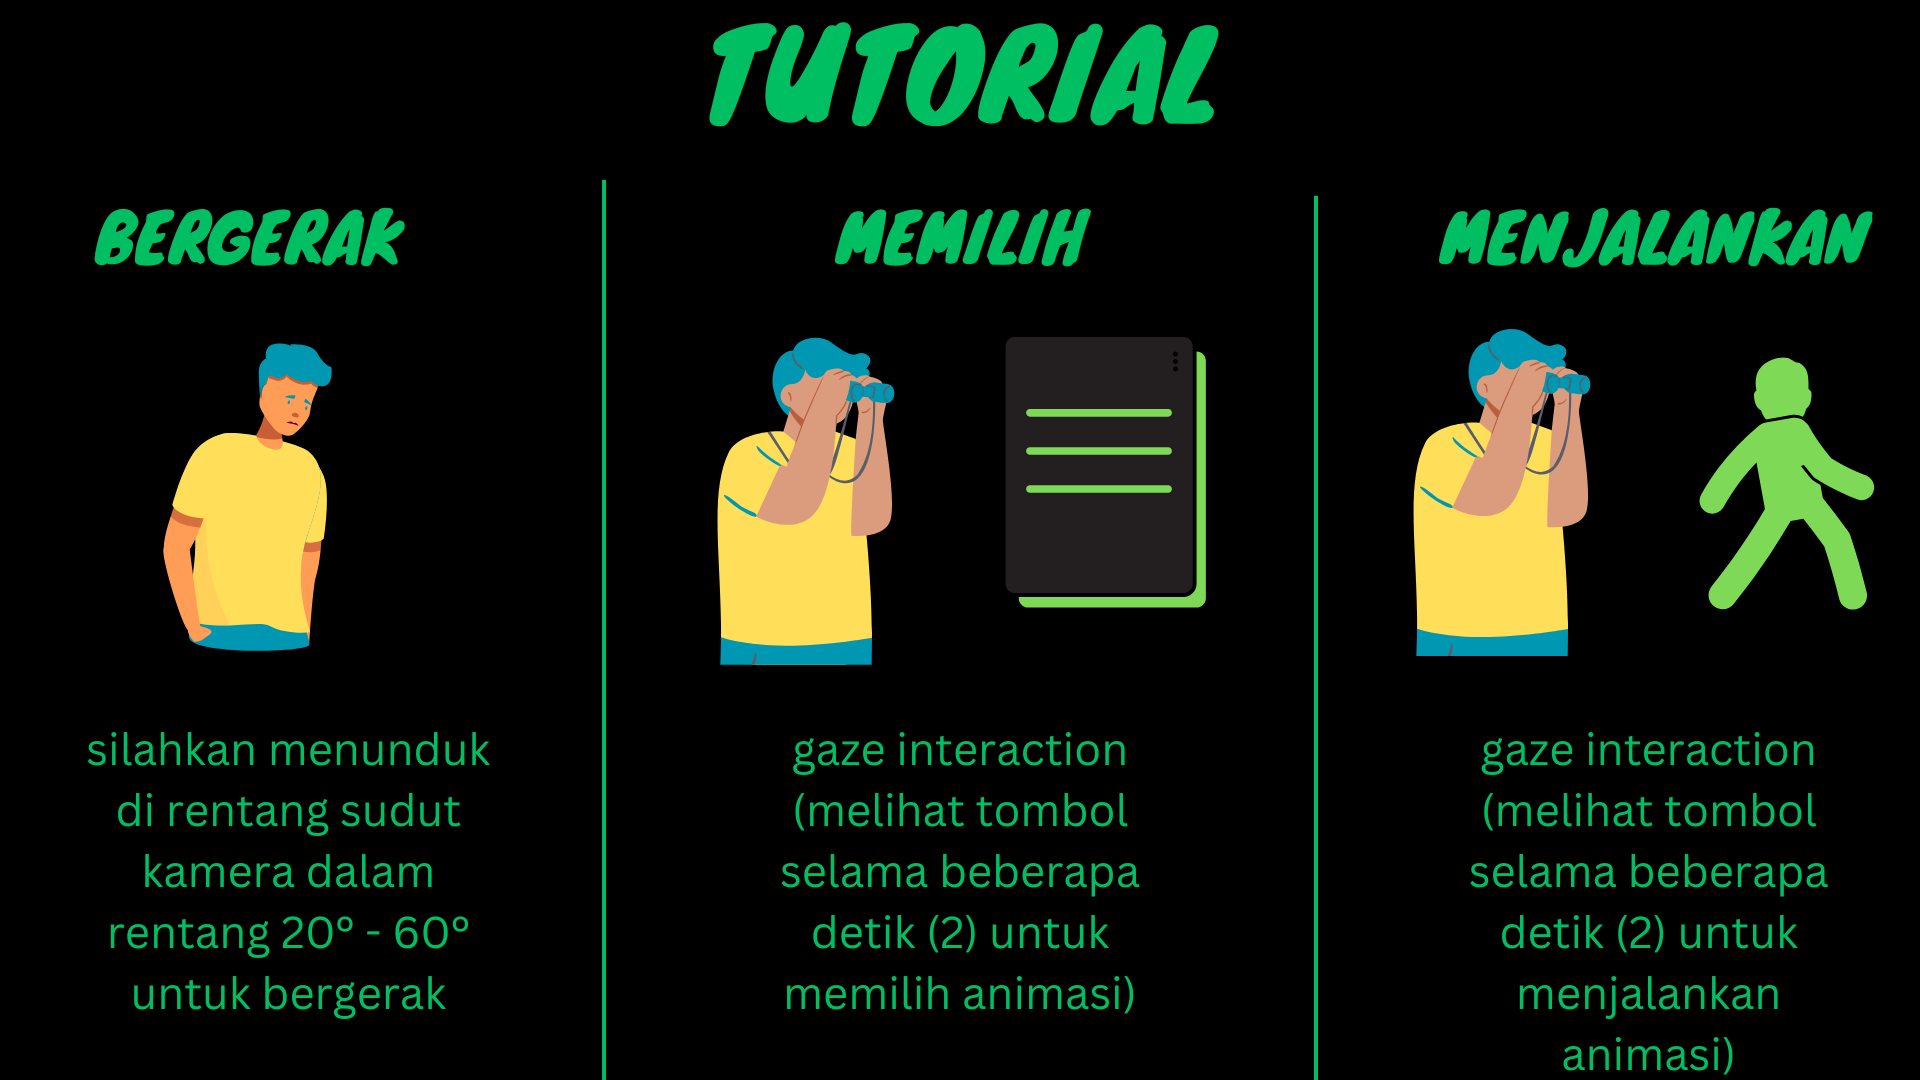 TUTORIAL
BERGERAK
silahkan menunduk
di rentang sudut
kamera dalam
rentang 20° - 60°
untuk bergerak
MEMILIH
gaze interaction
(melihat tombol
selama beberapa
detik (2) untuk
memilih animasi)
MENJALANKAN
gaze interaction
(melihat tombol
selama beberapa
detik (2) untuk
menjalankan
animasi)